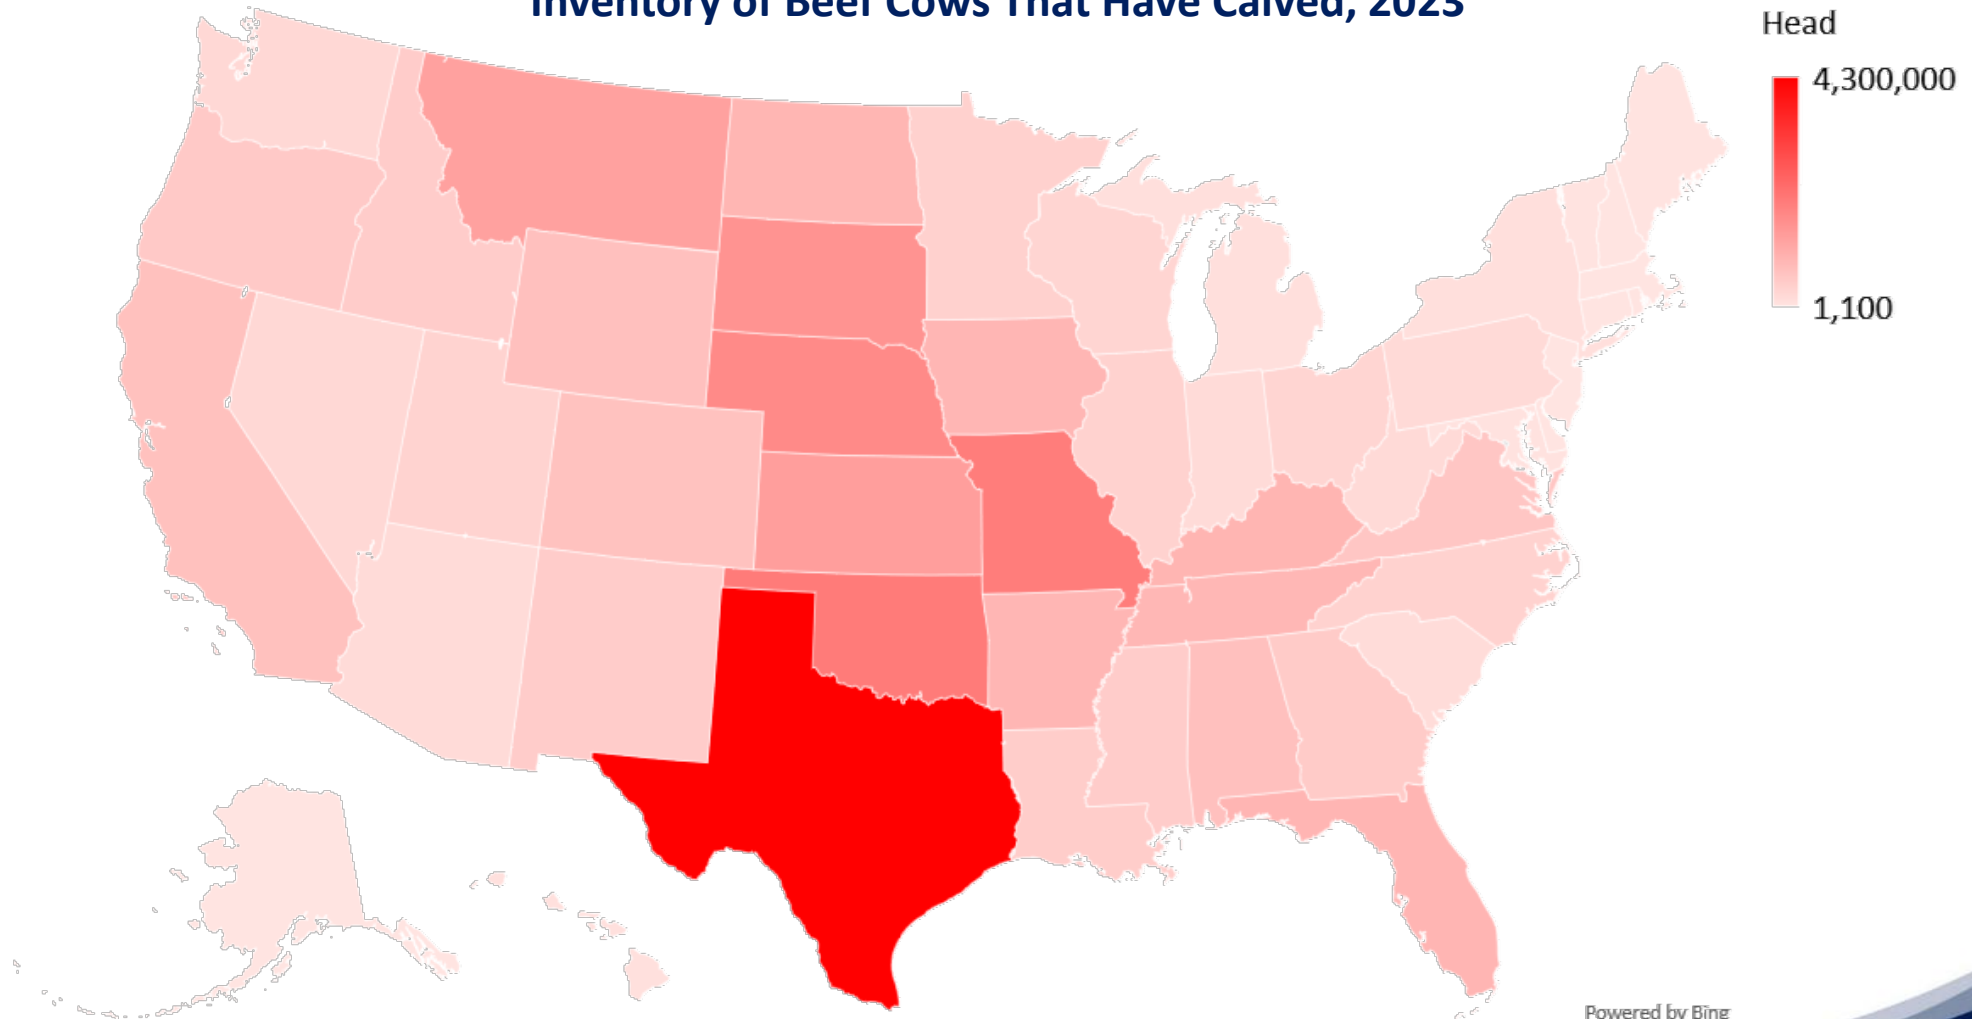 Inventory of Beef Cows That Have Calved, 2023
Head
4,300,000
1,100
Powered by Bing